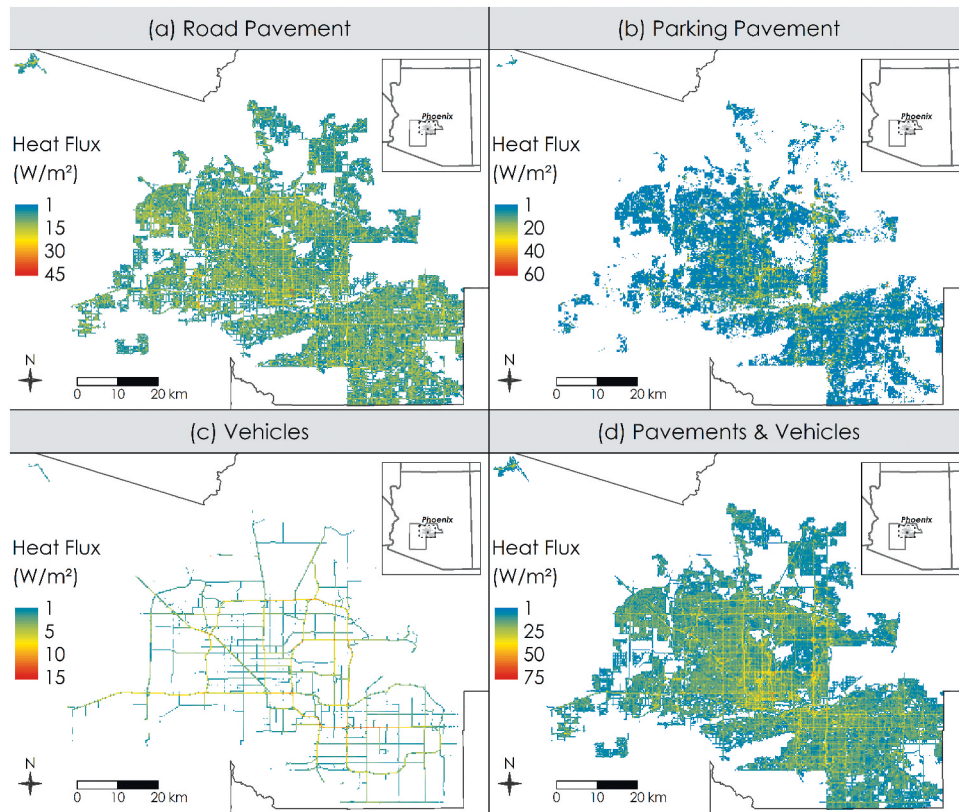 (a) Road Pavement
Phoenix
Heat Flux
(W/m²)
1
15
30
45
N
0 10 20 km
(b) Parking Pavement
Phoenix
Heat Flux
(W/m²)
1
20
40
60
N
0 10 20 km
(c) Vehicles
Phoenix
Heat Flux
(W/m²)
1
5
10
15
N
0 10 20 km
(d) Pavements & Vehicles
Phoenix
Heat Flux
(W/m²)
1
25
50
75
N
0 10 20 km